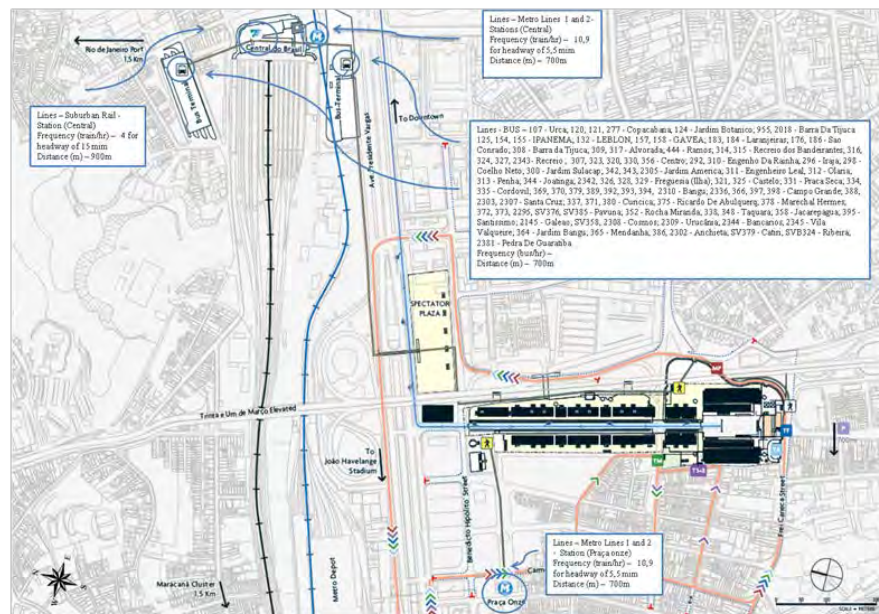 Lines – Metro Lines 1 and 2-
Stations (Central)
Frequency (train/hr) – 10,9
for headway of 5,5 mim
Distance (m) – 700m
Rio de Janeiro Port
1,5 Km
Central do Brasil
M
Bus Terminal
Bus-Terminal
To Downtown
Lines – Suburban Rail -
Station (Central)
Frequency (train/hr) – 4 for
headway of 15 mim
Distance (m) – 900m
Lines - BUS – 107 - Urca, 120, 121, 277 - Copacabana, 124 - Jardim Botanico; 955, 2018 - Barra Da Tijuca
125, 154, 155 - IPANEMA, 132 - LEBLON, 157, 158 - GAVEA; 183, 184 - Laranjeiras; 176, 186 - Sao
Conrado; 308 - Barra da Tijuca; 309, 317 - Alvorada; 444 - Ramos; 314, 315 - Recreio dos Bandeirantes; 316,
324, 327, 2343- Recreio , 307, 323, 320, 330, 356 - Centro; 292, 310 - Engenho Da Rainha; 296 - Iraja; 298 -
Coelho Neto; 300 - Jardim Sulacap, 342, 343, 2305 - Jardim America; 311 - Engenheiro Leal, 312 - Olaria,
313 - Penha; 344 - Joatinga; 2342, 326, 328, 329 - Freguesia (Ilha); 321, 325 - Castelo; 331 - Praca Seca; 334,
335 - Cordovil, 369, 370, 379, 389, 392, 393, 394, 2310 - Bangu; 2336, 366, 397, 398 - Campo Grande; 388,
2303, 2307 - Santa Cruz; 337, 371, 380 - Curicica; 375 - Ricardo De Abulquerq; 378 - Marechal Hermes;
372, 373, 2295, SV376, SV385 - Pavuna; 352 - Rocha Miranda; 338, 348 - Taquara; 358 - Jacarepagua; 395 -
Santissimo; 2145 - Galeao; SV358, 2308 - Cosmos; 2309 - Urucânia; 2344 - Bancarios; 2345 - Vila
Valqueire; 364 - Jardim Bangu; 365 - Mendanha; 386, 2302 - Anchieta; SV379 - Catiri, SVB324 - Ribeira;
2381 - Pedra De Guaratiba
Frequency (bus/hr) –
Distance (m) – 700m
Ave. Presidente Vargas
SPECTATOR
PLAZA
Trinta e Um de Março Elevated
To
João Havelange
Stadium
Benedicto Hipólito Street
Frei Caneca Street
P
Metro Depot
Maracanã Cluster
1,5 Km
Lines – Metro Lines 1 and 2
- Station (Praça onze)
Frequency (train/hr) – 10,9
for headway of 5,5mim
Distance (m) – 700m
M
Praça Onze